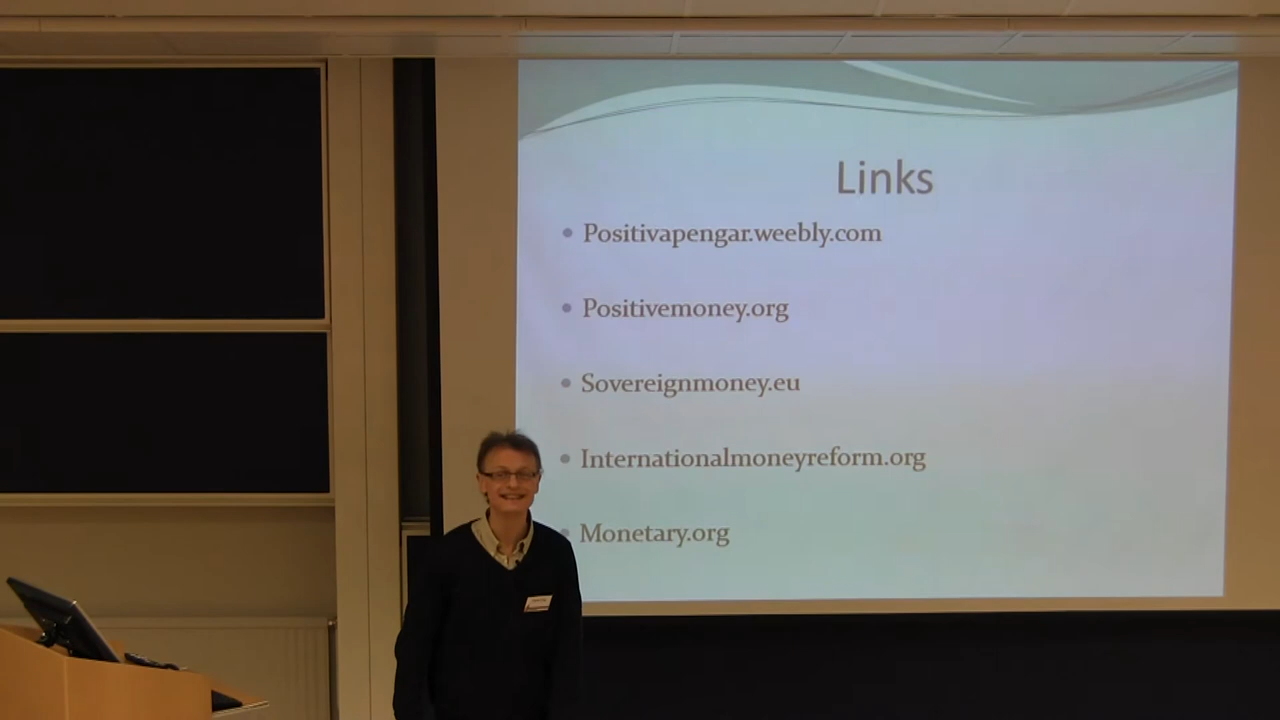 Links
• Positivapengar.weebly.com
• Positivemoney.org
• Sovereignmoney.eu
• Internationalmoneyreform.org
• Monetary.org